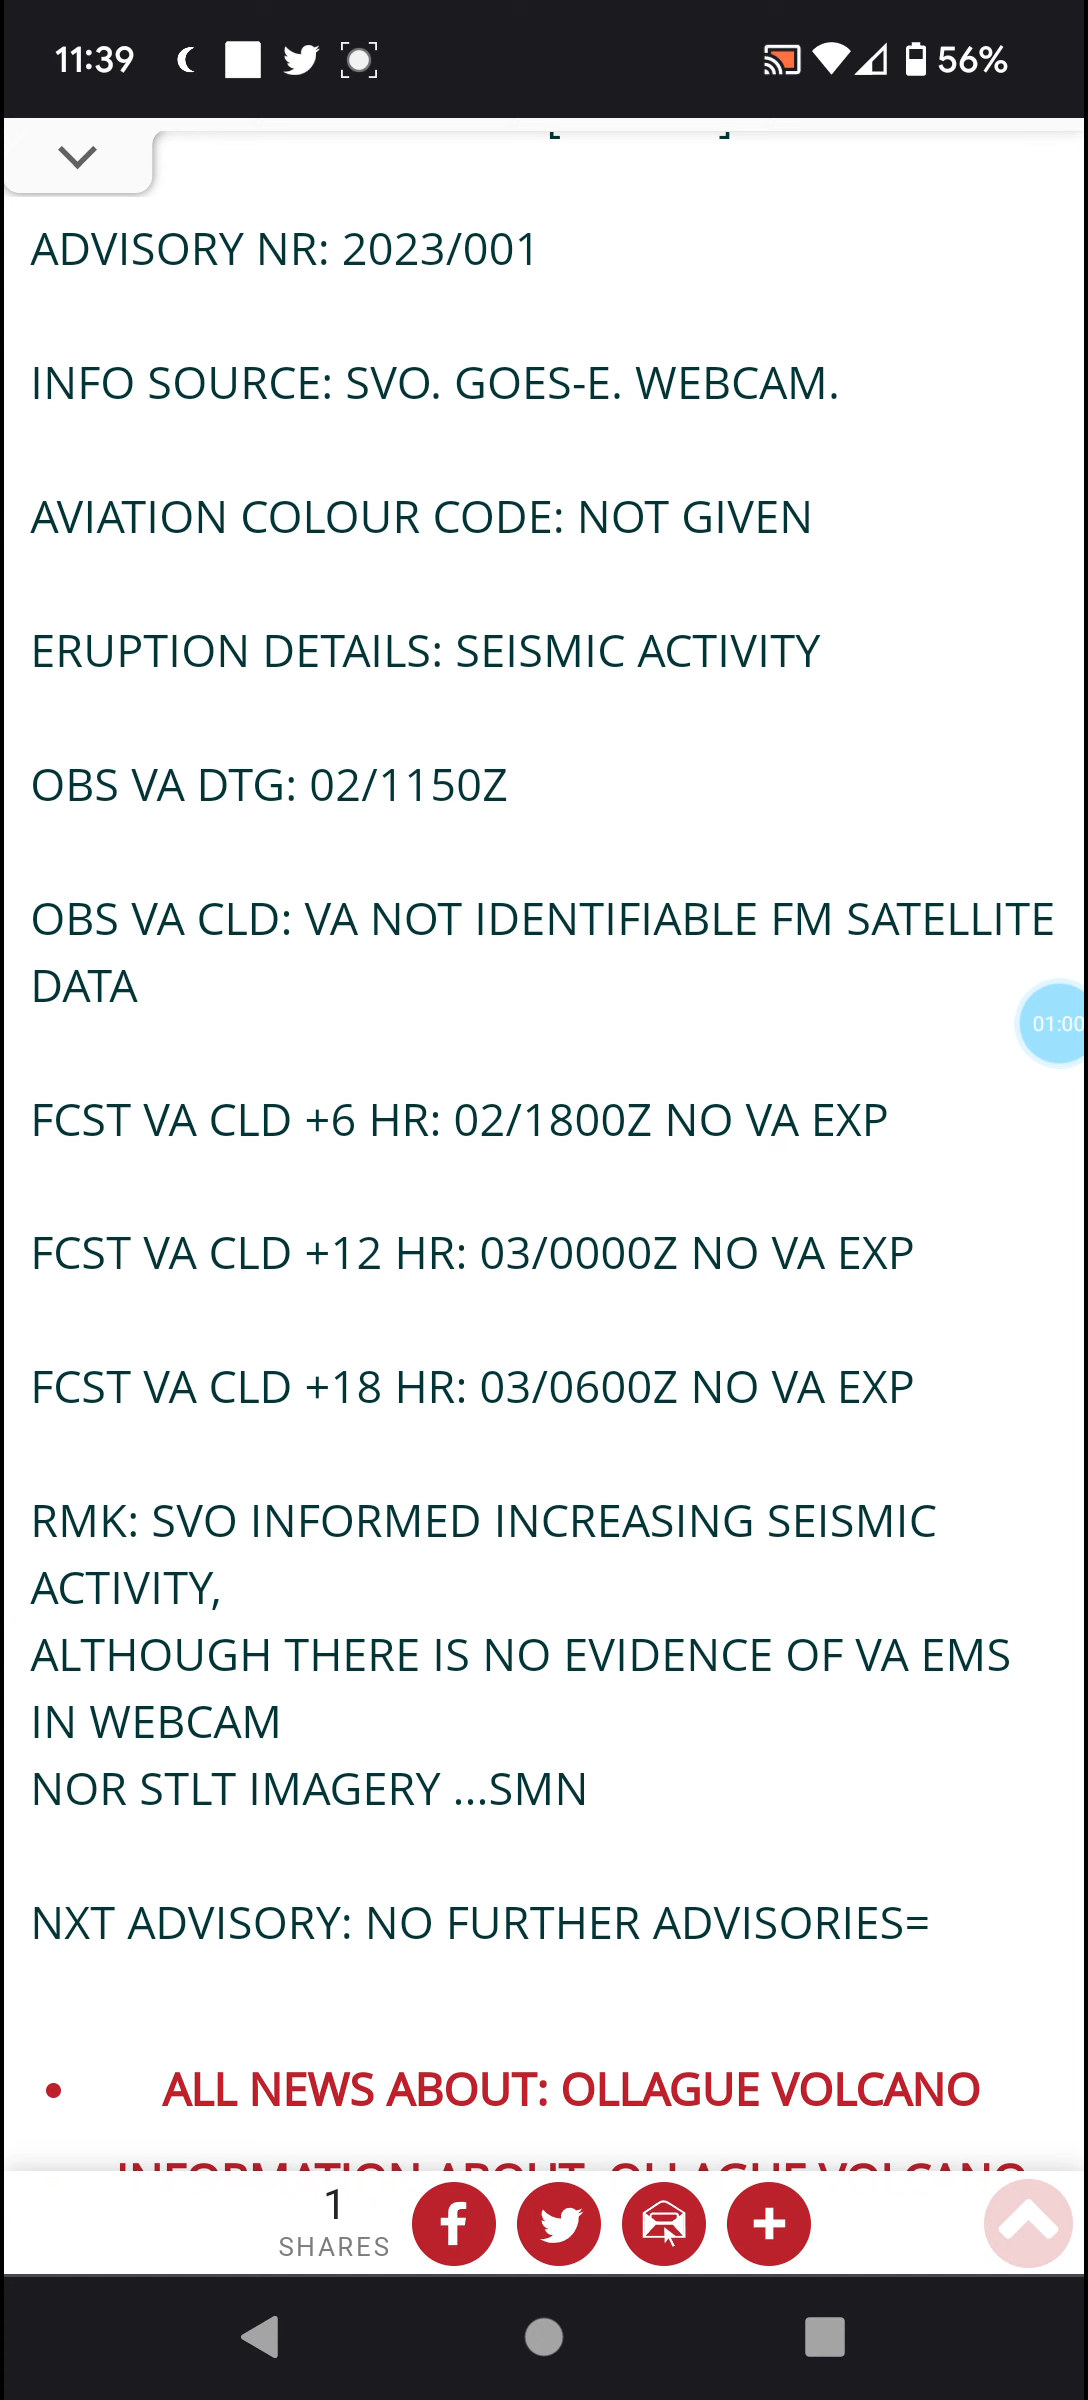 11:39
56%
ADVISORY NR: 2023/001
INFO SOURCE: SVO. GOES-E. WEBCAM.
AVIATION COLOUR CODE: NOT GIVEN
ERUPTION DETAILS: SEISMIC ACTIVITY
OBS VA DTG: 02/1150Z
OBS VA CLD: VA NOT IDENTIFIABLE FM SATELLITE
DATA
01:00
FCST VA CLD +6 HR: 02/1800Z NO VA EXP
FCST VA CLD +12 HR: 03/0000Z NO VA EXP
FCST VA CLD +18 HR: 03/0600Z NO VA EXP
RMK: SVO INFORMED INCREASING SEISMIC
ACTIVITY,
ALTHOUGH THERE IS NO EVIDENCE OF VA EMS
IN WEBCAM
NOR STLT IMAGERY ...SMN
NXT ADVISORY: NO FURTHER ADVISORIES=
• ALL NEWS ABOUT: OLLAGUE VOLCANO
INFORMATION ABOUT: OLLAGUE VOLCANO
1
SHARES